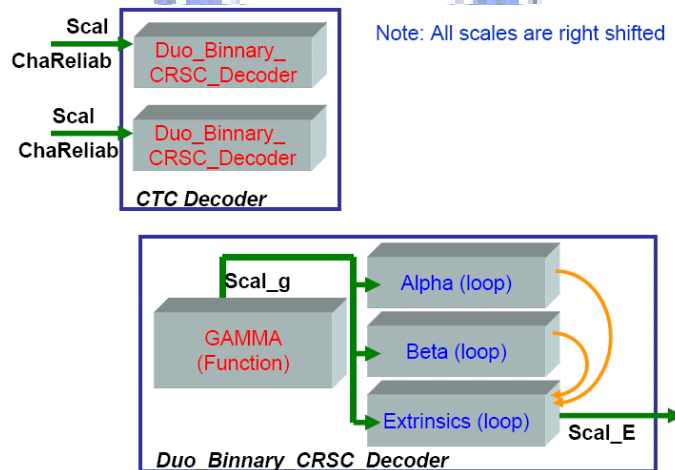 Scal
ChaReliab
Duo_Binnary_
CRSC_Decoder
Note: All scales are right shifted
Scal
ChaReliab
Duo_Binnary_
CRSC_Decoder
CTC Decoder
Scal_g
GAMMA
(Function)
Alpha (loop)
Beta (loop)
Extrinsics (loop)
Scal_E
Duo_Binnary_CRSC_Decoder